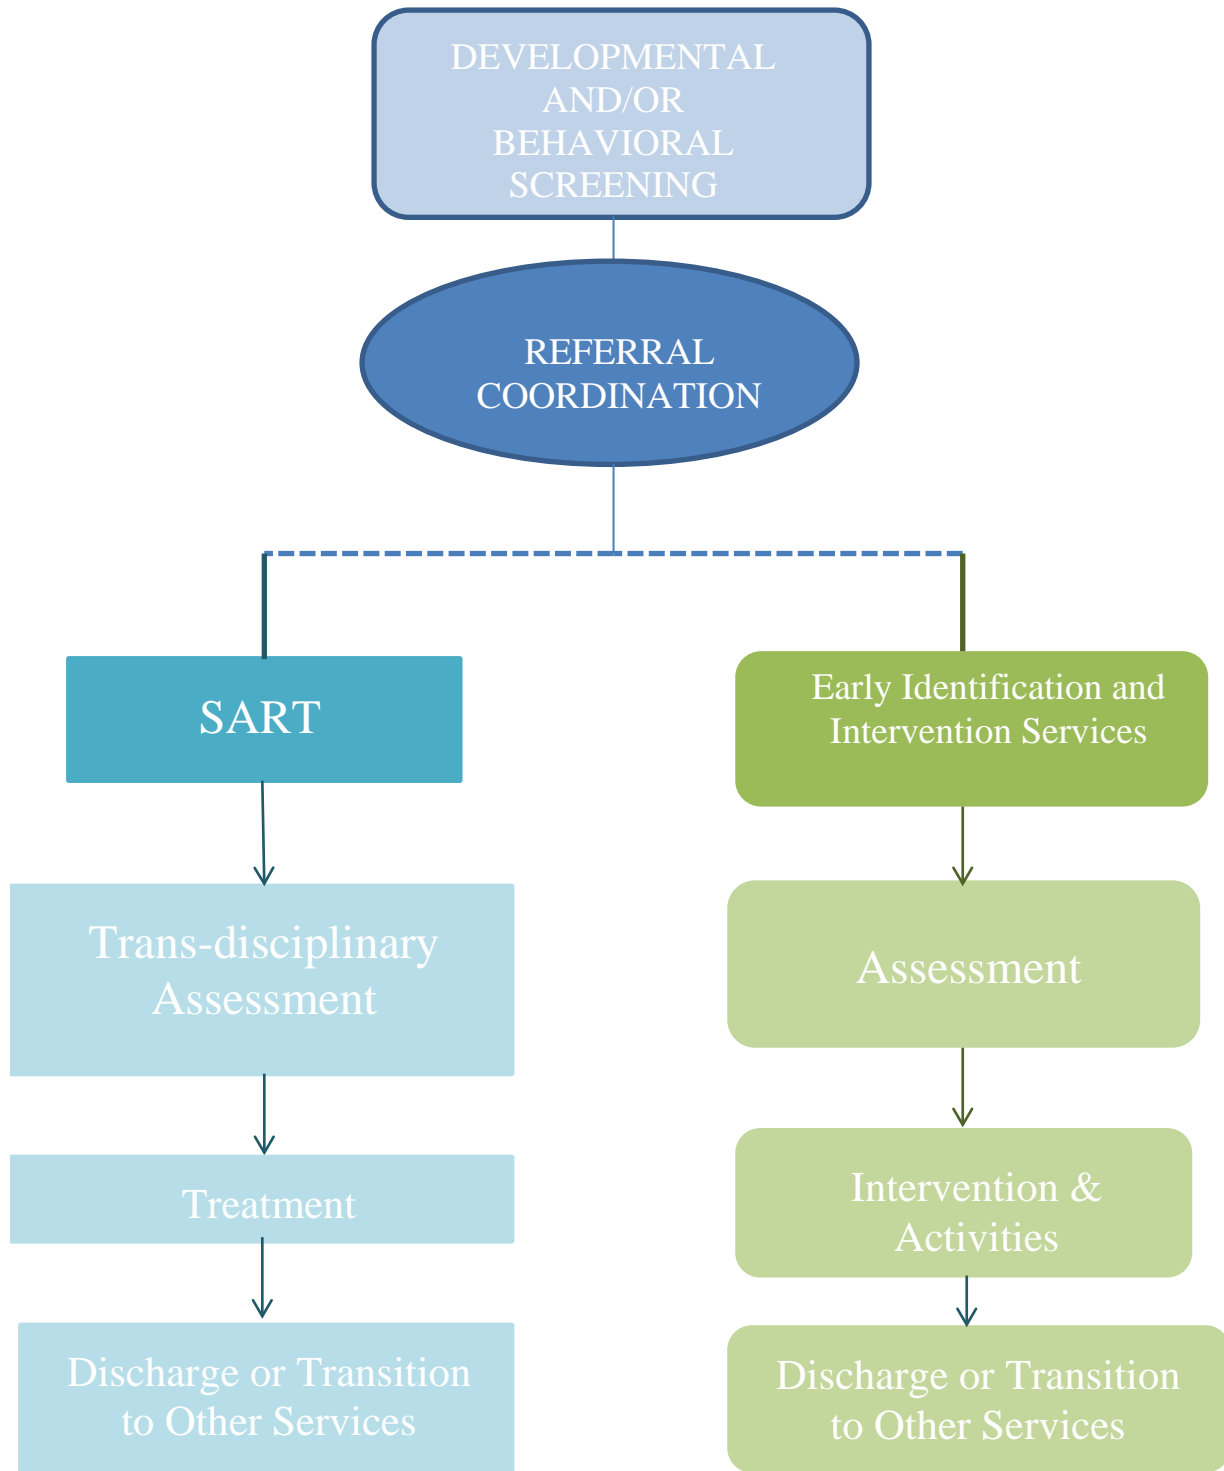 DEVELOPMENTAL
AND/OR
BEHAVIORAL
SCREENING
REFERRAL
COORDINATION
SART
Trans-disciplinary
Assessment
Treatment
Discharge or Transition
to Other Services
Early Identification and
Intervention Services
Assessment
Intervention &
Activities
Discharge or Transition
to Other Services